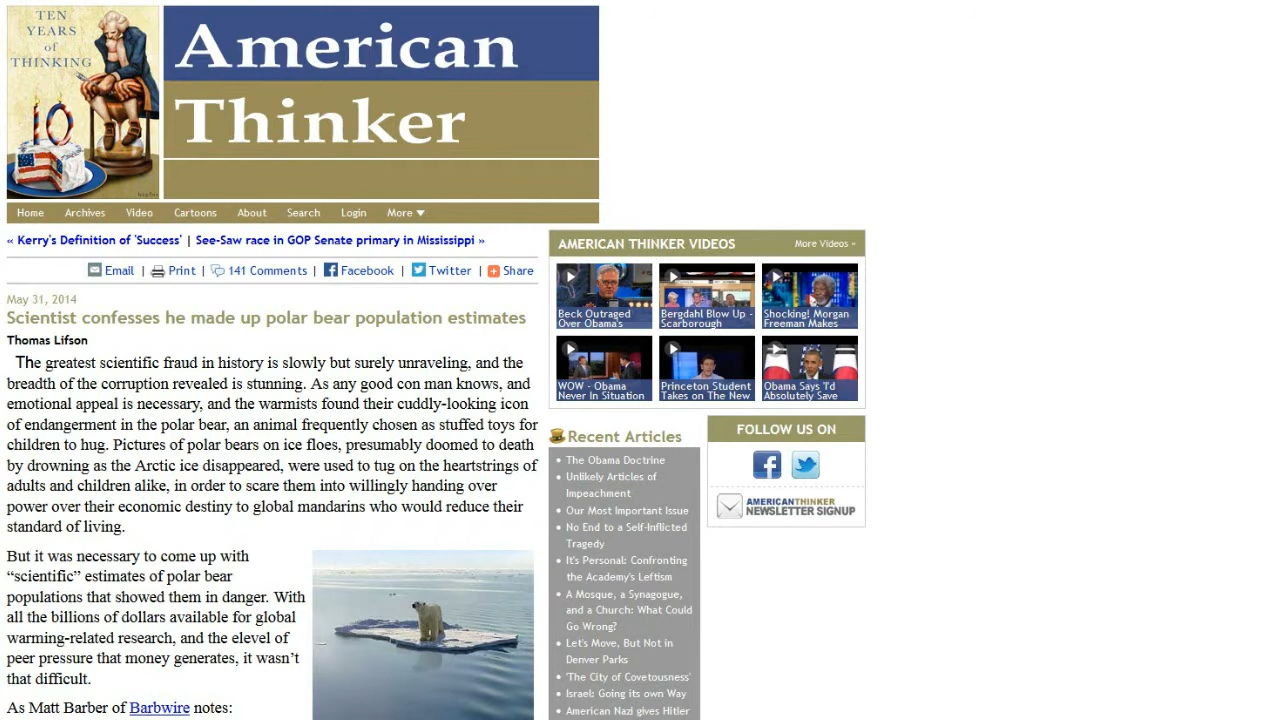 TEN
YEARS
of
THINKING
10
American
Thinker
Home Archives Video Cartoons About Search Login More
« Kerry's Definition of 'Success' | See-Saw race in GOP Senate primary in Mississippi »
Email | Print | 141 Comments | Facebook | Twitter | Share
May 31, 2014
Scientist confesses he made up polar bear population estimates
Thomas Lifson
The greatest scientific fraud in history is slowly but surely unraveling, and the
breadth of the corruption revealed is stunning. As any good con man knows, and
emotional appeal is necessary, and the warmists found their cuddly-looking icon
of endangerment in the polar bear, an animal frequently chosen as stuffed toys for
children to hug. Pictures of polar bears on ice floes, presumably doomed to death
by drowning as the Arctic ice disappeared, were used to tug on the heartstrings of
adults and children alike, in order to scare them into willingly handing over
power over their economic destiny to global mandarins who would reduce their
standard of living.
But it was necessary to come up with
“scientific” estimates of polar bear
populations that showed them in danger. With
all the billions of dollars available for global
warming-related research, and the elevel of
peer pressure that money generates, it wasn’t
that difficult.
As Matt Barber of Barbwire notes:
AMERICAN THINKER VIDEOS More Videos »
Beck Outraged
Over Obama's
Bergdahl Blow Up -
Scarborough
Shocking! Morgan
Freeman Makes
WOW - Obama
Never In Situation
Princeton Student
Takes on The New
Obama Says 'I'd
Absolutely Save
Recent Articles
The Obama Doctrine
Unlikely Articles of
Impeachment
Our Most Important Issue
No End to a Self-Inflicted
Tragedy
It's Personal: Confronting
the Academy's Leftism
A Mosque, a Synagogue,
and a Church: What Could
Go Wrong?
Let's Move, But Not in
Denver Parks
'The City of Covetousness'
Israel: Going its own Way
American Nazi gives Hitler
FOLLOW US ON
AMERICANTHINKER
NEWSLETTER SIGNUP